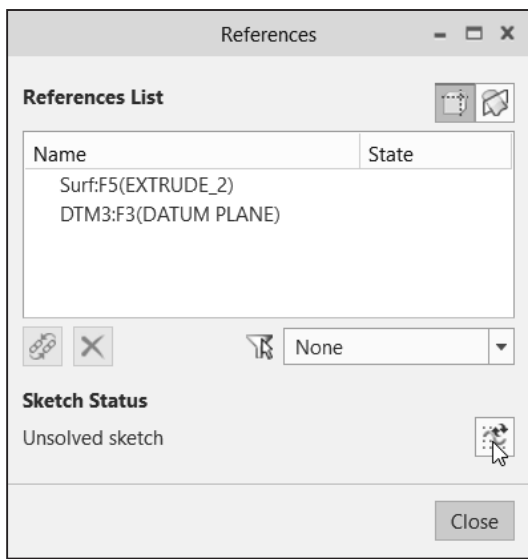 References
References List
Name State
Surf:F5(EXTRUDE_2)
DTM3:F3(DATUM PLANE)
None
Sketch Status
Unsolved sketch
Close